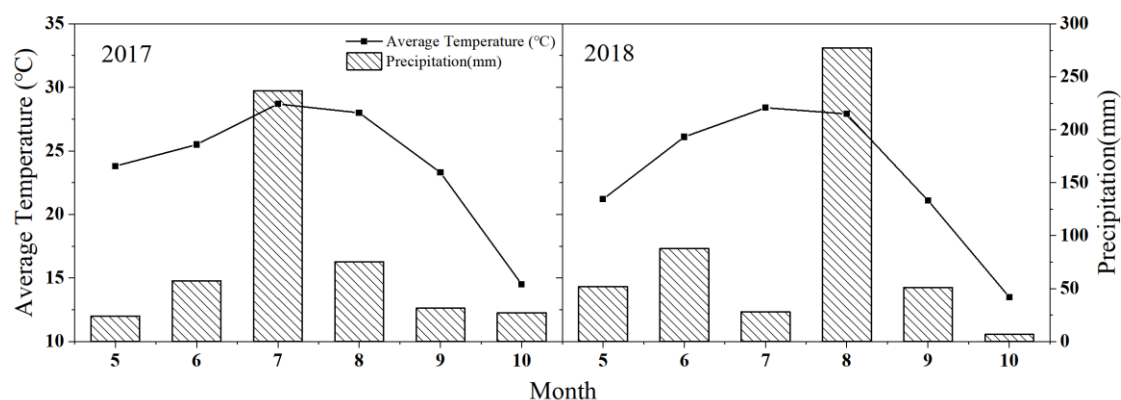 2017
Average Temperature (℃)
Precipitation(mm)
2018
Average Temperature (℃)
35
30
25
20
15
10
300
250
200
150
100
50
0
Precipitation(mm)
5 6 7 8 9 10 5 6 7 8 9 10
Month